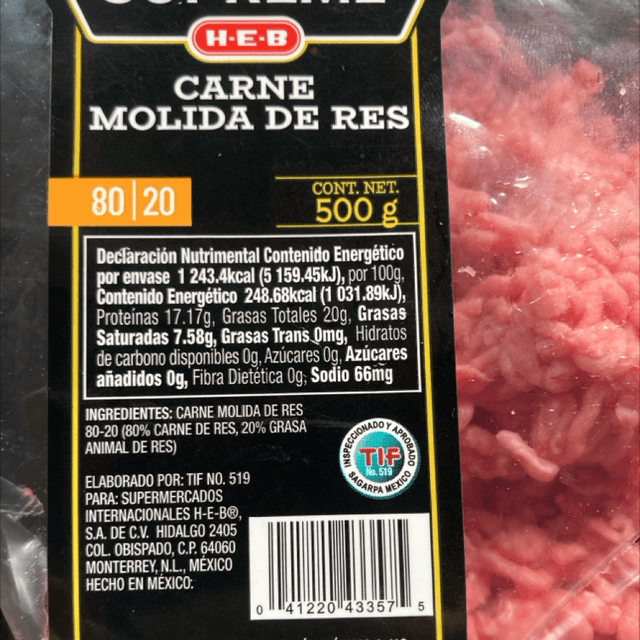 SUPREME
H-E-B
CARNE
MOLIDA DE RES
80|20
CONT. NET.
500 g
Declaración Nutrimental Contenido Energético
por envase 1 243.4kcal (5 159.45kJ), por 100g,
Contenido Energético 248.68kcal (1 031.89kJ),
Proteínas 17.17g, Grasas Totales 20g, Grasas
Saturadas 7.58g, Grasas Trans 0mg, Hidratos
de carbono disponibles 0g, Azúcares 0g, Azúcares
añadidos 0g, Fibra Dietética 0g, Sodio 66mg
INGREDIENTES: CARNE MOLIDA DE RES
80-20 (80% CARNE DE RES, 20% GRASA
ANIMAL DE RES)
INSPECCIONADO Y APROBADO
TIF
No. 519
SAGARPA MEXICO
ELABORADO POR: TIF NO. 519
PARA: SUPERMERCADOS
INTERNACIONALES H-E-B®,
S.A. DE C.V. HIDALGO 2405
COL. OBISPADO, C.P. 64060
MONTERREY, N.L., MÉXICO
HECHO EN MÉXICO:
0 41220 43357 5